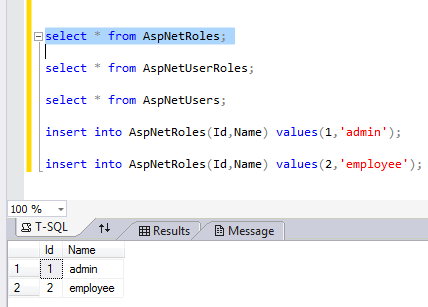 select * from AspNetRoles;
select * from AspNetUserRoles;
select * from AspNetUsers;
insert into AspNetRoles(Id,Name) values(1,'admin');
insert into AspNetRoles(Id,Name) values(2,'employee');
100 %
T-SQL Results Message
Id Name
1 1 admin
2 2 employee